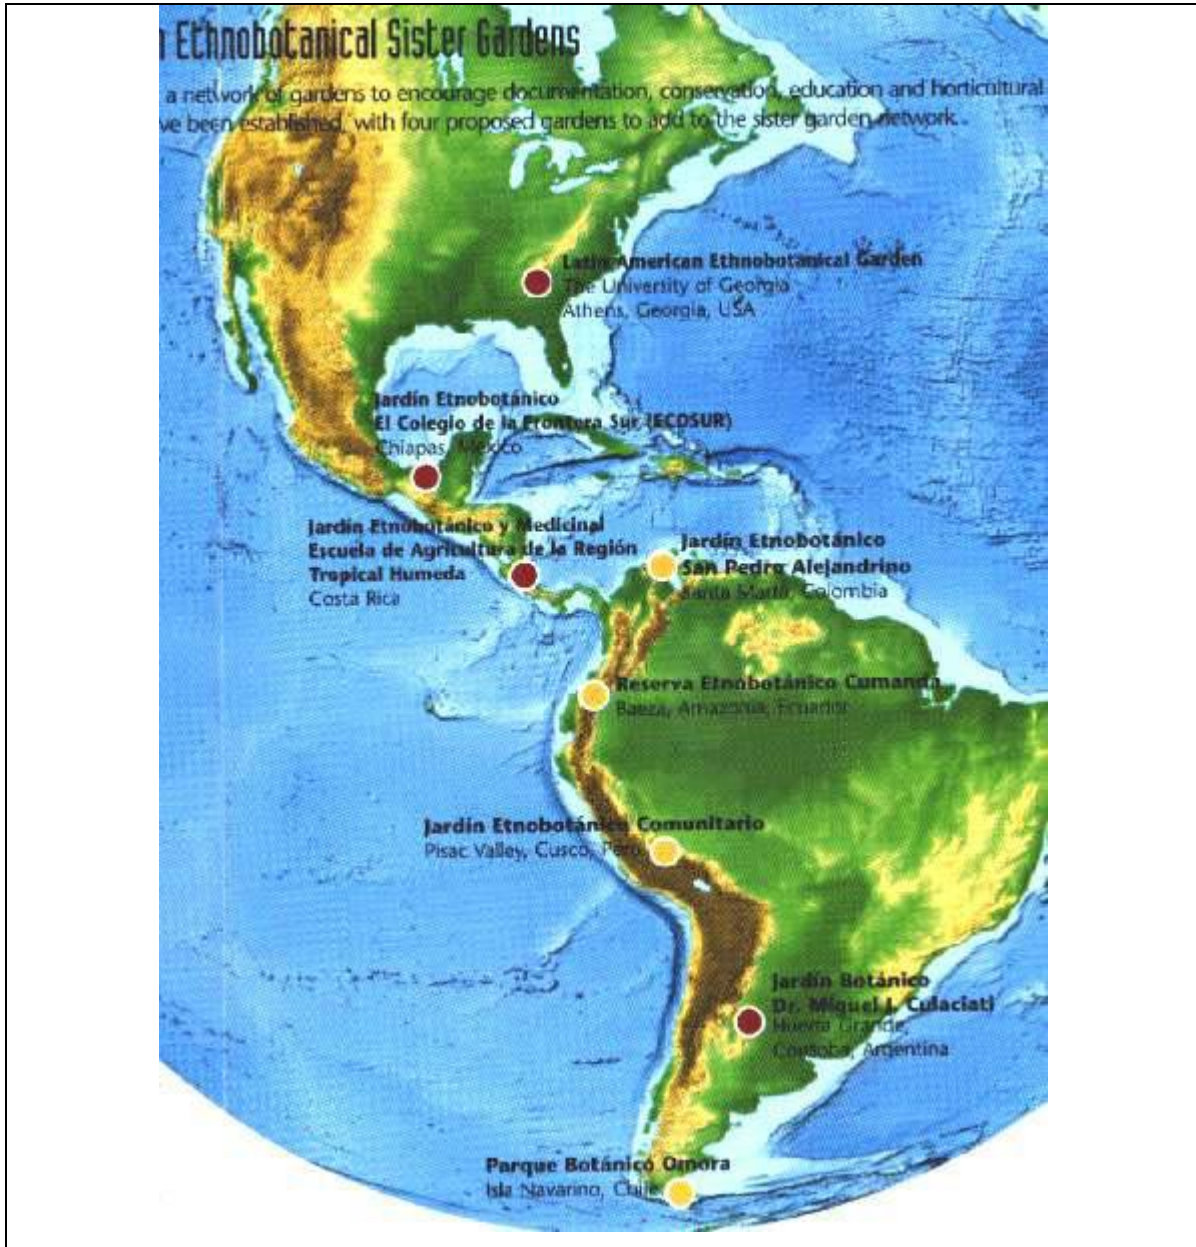 Ethnobotanical Sister Gardens
a network of gardens to encourage documentation, conservation, education and horticultural
ve been established, with four proposed gardens to add to the sister garden network.
Latin American Ethnobotanical Garden
The University of Georgia
Athens, Georgia, USA
Jardín Etnobotánico
El Colegio de la Frontera Sur (ECOSUR)
Chiapas, Mexico
Jardín Etnobotánico y Medicinal
Escuela de Agricultura de la Región
Tropical Humeda
Costa Rica
Jardín Etnobotánico
San Pedro Alejandrino
Santa Marta, Colombia
Reserva Etnobotánico Cumanda
Baeza, Amazonia, Ecuador
Jardín Etnobotánico Comunitario
Pisac Valley, Cusco, Peru
Jardín Botánico
Dr. Miguel J. Culaciati
Huerta Grande,
Cordoba, Argentina
Parque Botánico Omora
Isla Navarino, Chile